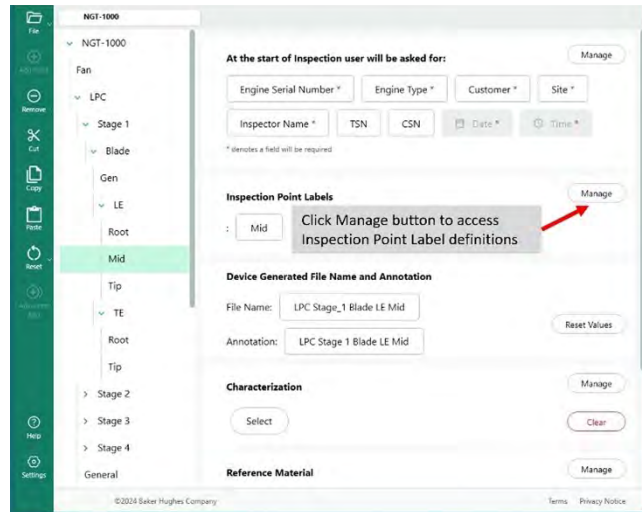 NGT-1000
File
Remove
Cut
Copy
Paste
Reset
Help
Settings
NGT-1000
Fan
LPC
Stage 1
Blade
Gen
LE
Root
Mid
Tip
TE
Root
Tip
Stage 2
Stage 3
Stage 4
General
At the start of Inspection user will be asked for:
Manage
Engine Serial Number * Engine Type * Customer * Site *
Inspector Name * TSN CSN Date * Time *
* denotes a field will be required
Inspection Point Labels
Manage
: Mid
Click Manage button to access
Inspection Point Label definitions
Device Generated File Name and Annotation
File Name: LPC Stage_1 Blade LE Mid
Reset Values
Annotation: LPC Stage 1 Blade LE Mid
Characterization
Manage
Select
Clear
Reference Material
Manage
©2024 Baker Hughes Company
Terms Privacy Notice